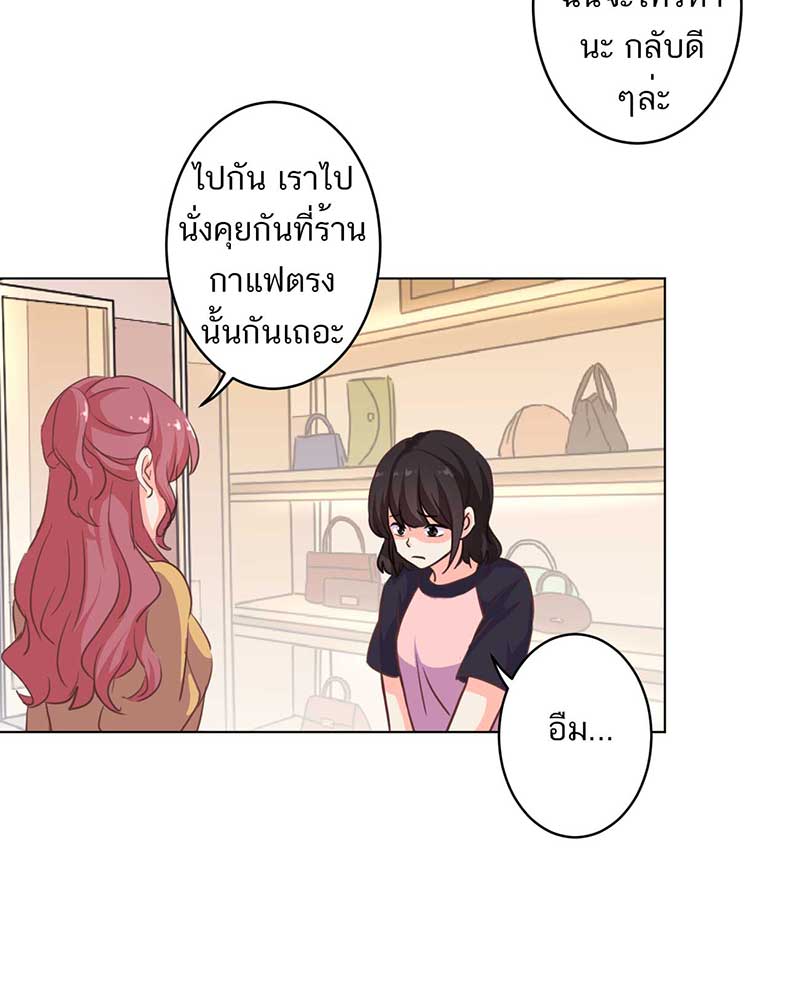 นะ กลับดี
ๆล่ะ
ไปกัน เราไป
นั่งคุยกันที่ร้าน
กาแฟตรง
นั้นกันเถอะ
อืม...